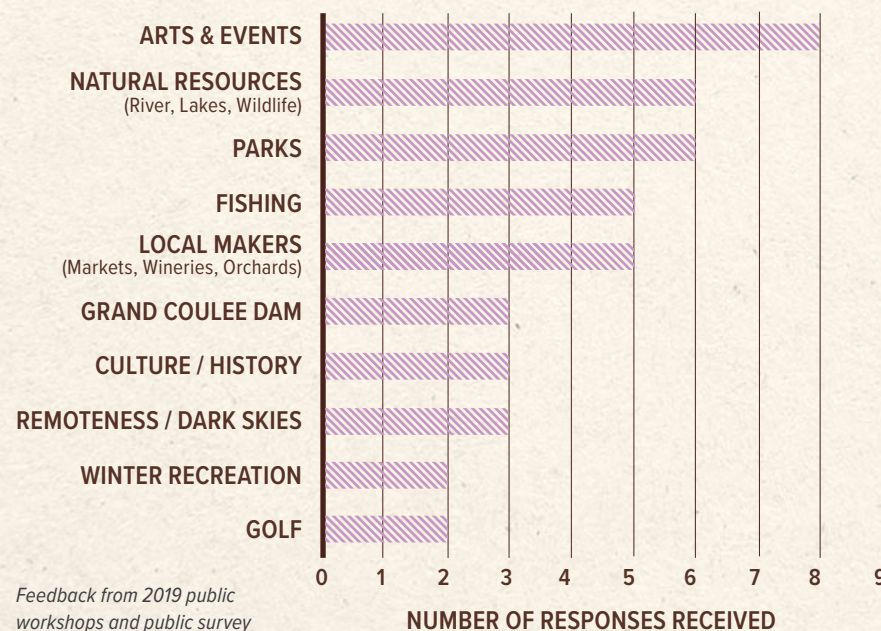 ARTS & EVENTS
NATURAL RESOURCES
(River, Lakes, Wildlife)
PARKS
FISHING
LOCAL MAKERS
(Markets, Wineries, Orchards)
GRAND COULEE DAM
CULTURE / HISTORY
REMOTENESS / DARK SKIES
WINTER RECREATION
GOLF
0 1 2 3 4 5 6 7 8 9
Feedback from 2019 public
workshops and public survey
NUMBER OF RESPONSES RECEIVED